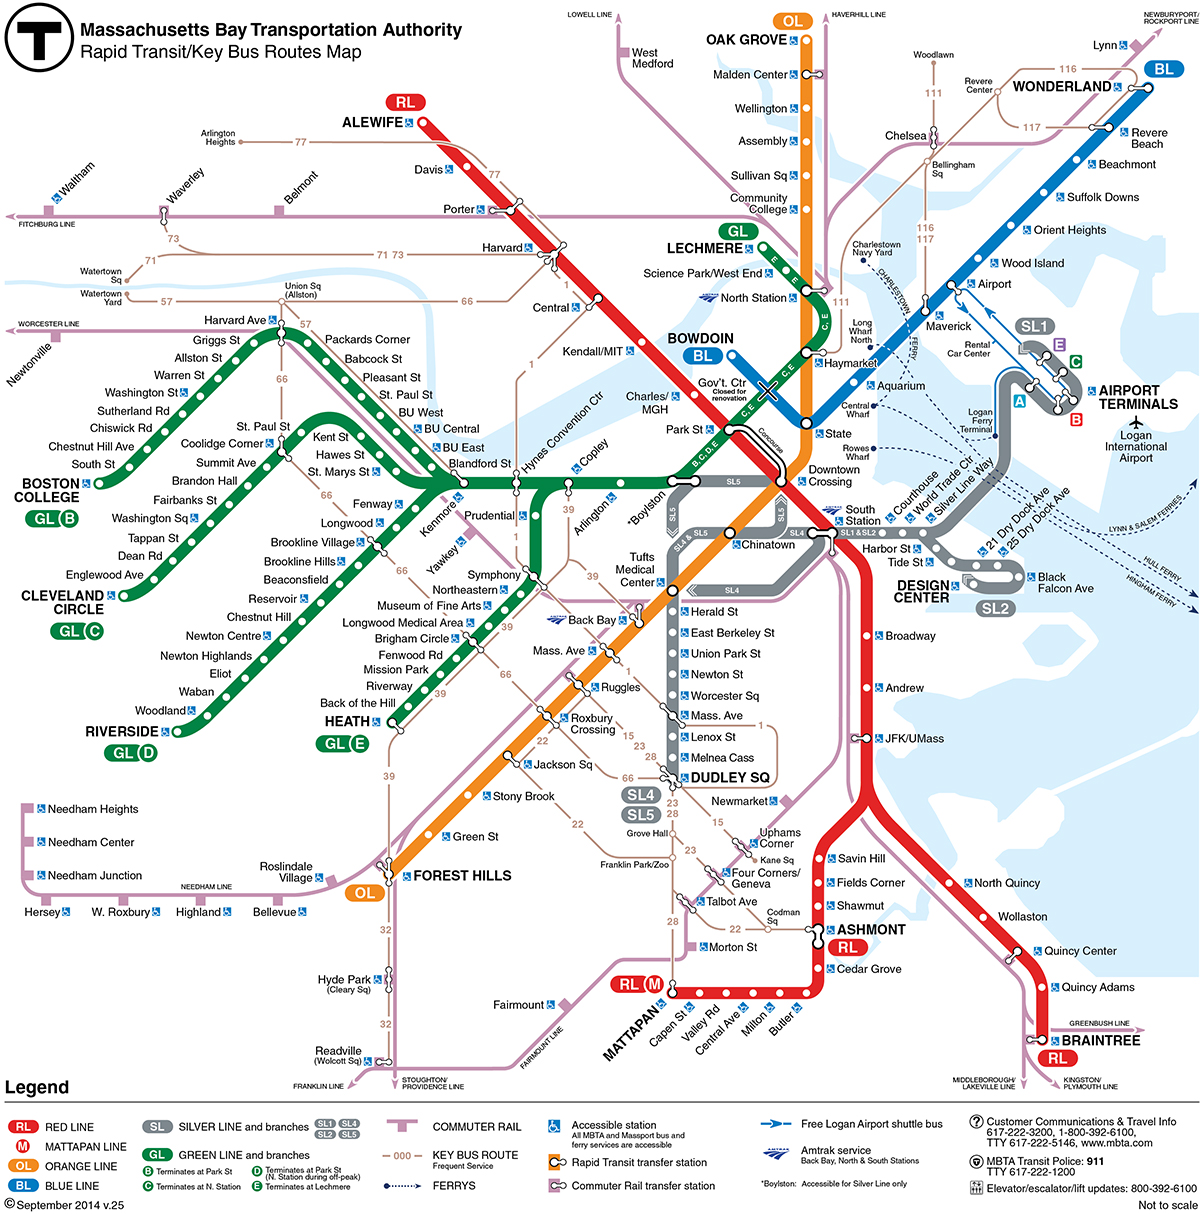 T
Massachusetts Bay Transportation Authority
Rapid Transit/Key Bus Routes Map
LOWELL LINE
OL
HAVERHILL LINE
NEWBURYPORT/
ROCKPORT LINE
OAK GROVE
West
Medford
Lynn
Malden Center
Woodlawn
116
BL
Revere
Center
WONDERLAND
111
RL
ALEWIFE
Wellington
117
Revere
Beach
Arlington
Heights
77
Assembly
Chelsea
Beachmont
Davis
77
Sullivan Sq
Bellingham
Sq
Waltham
Waverley
Belmont
Suffolk Downs
Community
College
Porter
FITCHBURG LINE
116
117
Orient Heights
GL
LECHMERE
E
73
71
71 73
Harvard
Charlestown
Navy Yard
Wood Island
Watertown
Sq
Science Park/West End
E
CHARLESTOWN
FERRY
Airport
Watertown
Yard
57
Union Sq
(Allston)
66
1
North Station
111
Central
C, E
Maverick
SL1
WORCESTER LINE
Harvard Ave
57
Long
Wharf
North
Rental
Car Center
E
Newtonville
Griggs St
Packards Corner
BOWDOIN
BL
Kendall/MIT
Haymarket
C
Allston St
Babcock St
C, E
Warren St
Pleasant St
Gov't. Ctr
Closed for
renovation
Aquarium
AIRPORT
TERMINALS
A
66
1
Washington St
St. Paul St
Charles/
MGH
Central
Wharf
Sutherland Rd
BU West
C, E
Logan
Ferry
Terminal
B
Chiswick Rd
St. Paul St
BU Central
Hynes Convention Ctr
Park St
Concourse
State
Logan
International
Airport
Chestnut Hill Ave
Coolidge Corner
Kent St
BU East
Copley
B, C, D, E
Rowes
Wharf
South St
Summit Ave
Hawes St
Blandford St
Downtown
Crossing
BOSTON
COLLEGE
GL B
Brandon Hall
St. Marys St
SL5
Courthouse
World Trade Ctr
Silver Line Way
Fairbanks St
66
Fenway
Kenmore
Prudential
39
Arlington
*Boylston
SL5
SL5
South
Station
21 Dry Dock Ave
25 Dry Dock Ave
LYNN & SALEM FERRIES
Washington Sq
Longwood
SL4 & SL5
SL4
SL1 & SL2
Tappan St
Brookline Village
Yawkey
1
Chinatown
Harbor St
Dean Rd
Brookline Hills
Tufts
Medical
Center
Tide St
HULL FERRY
Englewood Ave
66
Beaconsfield
Symphony
39
SL4
DESIGN
CENTER
Black
Falcon Ave
HINGHAM FERRY
CLEVELAND
CIRCLE
GL C
Reservoir
Northeastern
SL2
Chestnut Hill
Museum of Fine Arts
Back Bay
Herald St
Newton Centre
Longwood Medical Area
39
East Berkeley St
Broadway
Newton Highlands
Brigham Circle
Mass. Ave
Union Park St
Eliot
Fenwood Rd
66
1
Newton St
Waban
Mission Park
Ruggles
Worcester Sq
Andrew
Woodland
Riverway
39
Mass. Ave
RIVERSIDE
GL D
Back of the Hill
HEATH
GL E
Roxbury
Crossing
15
23
28
1
Lenox St
JFK/UMass
22
Melnea Cass
39
Jackson Sq
66
DUDLEY SQ
Stony Brook
SL4
SL5
23
28
Newmarket
Needham Heights
22
15
Grove Hall
Uphams
Corner
Needham Center
Green St
23
Kane Sq
Savin Hill
Roslindale
Village
Franklin Park/Zoo
Four Corners/
Geneva
Needham Junction
FOREST HILLS
Fields Corner
North Quincy
NEEDHAM LINE
OL
Talbot Ave
Shawmut
Hersey
W. Roxbury
Highland
Bellevue
28
22
Codman
Sq
Wollaston
32
ASHMONT
RL
Morton St
Quincy Center
Hyde Park
(Cleary Sq)
Cedar Grove
RL M
Fairmount
MATTAPAN
Capen St
Valley Rd
Central Ave
Milton
Butler
Quincy Adams
32
FAIRMOUNT LINE
GREENBUSH LINE
Readville
(Wolcott Sq)
BRAINTREE
RL
FRANKLIN LINE
STOUGHTON/
PROVIDENCE LINE
MIDDLEBOROUGH/
LAKEVILLE LINE
KINGSTON/
PLYMOUTH LINE
Legend
RL RED LINE
M MATTAPAN LINE
OL ORANGE LINE
BL BLUE LINE
SL SILVER LINE and branches SL1 SL4 SL2 SL5
GL GREEN LINE and branches
B Terminates at Park St
C Terminates at N. Station
D Terminates at Park St
(N. Station during off-peak)
E Terminates at Lechmere
COMMUTER RAIL
000 KEY BUS ROUTE
Frequent Service
FERRYS
Accessible station
All MBTA and Massport bus and
ferry services are accessible
Rapid Transit transfer station
Commuter Rail transfer station
Free Logan Airport shuttle bus
Amtrak service
Back Bay, North & South Stations
*Boylston: Accessible for Silver Line only
Customer Communications & Travel Info
617-222-3200, 1-800-392-6100,
TTY 617-222-5146, www.mbta.com
MBTA Transit Police: 911
TTY 617-222-1200
Elevator/escalator/lift updates: 800-392-6100
© September 2014 v.25
Not to scale